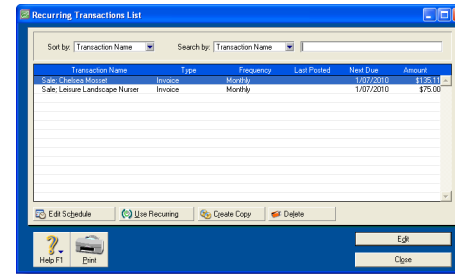 Recurring Transactions List
Sort by: Transaction Name Search by: Transaction Name
Transaction Name Type Frequency Last Posted Next Due Amount
Sale; Chelsea Mosset Invoice Monthly 1/07/2010 $135.11
Sale; Leisure Landscape Nurser Invoice Monthly 1/07/2010 $75.00
Edit Schedule Use Recurring Create Copy Delete
Edit
Help F1 Print Close